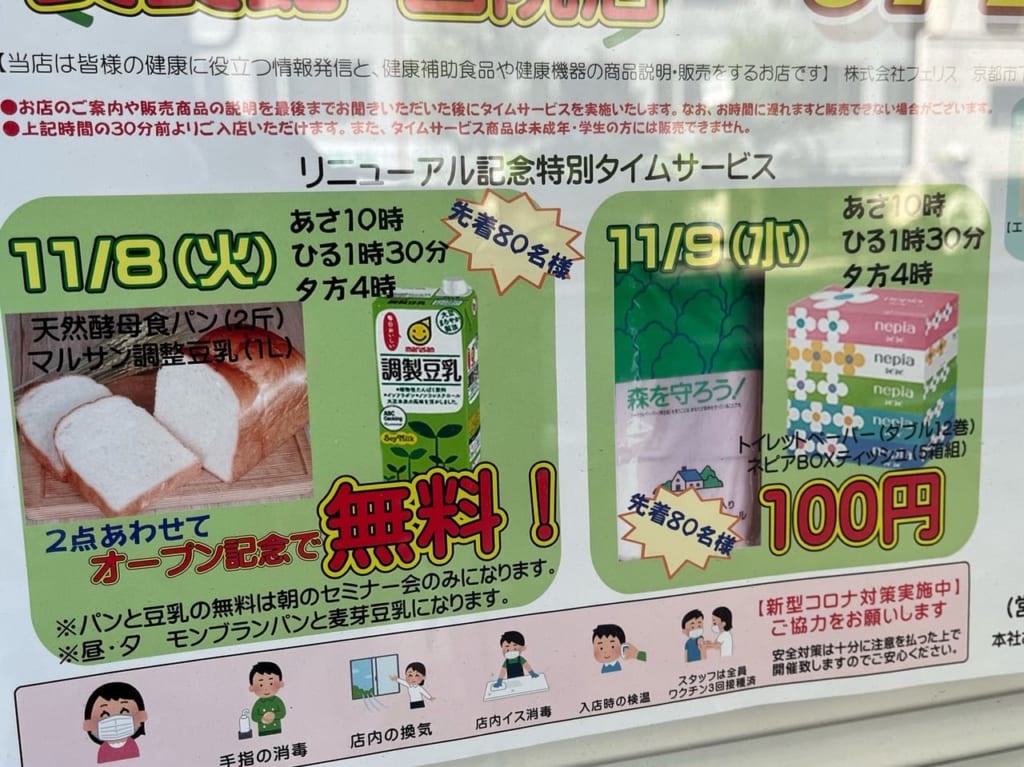 【当店は皆様の健康に役立つ情報発信と、健康補助食品や健康機器の商品説明・販売をするお店です】 株式会社フェリス 京都市下
●お店のご案内や販売商品の説明を最後までお聞きいただいた後にタイムサービスを実施いたします。なお、お時間に遅れますと販売できない場合がございます。
●上記時間の30分前よりご入店いただけます。また、タイムサービス商品は未成年・学生の方には販売できません。
リニューアル記念特別タイムサービス
11/8(火)
あさ10時
ひる1時30分
夕方4時
先着80名様
天然酵母食パン(2斤)
マルサン調整豆乳(1L)
marusan
調製豆乳
Soy Milk
2点あわせて
オープン記念で
無料!
※パンと豆乳の無料は朝のセミナー会のみになります。
※昼・夕 モンブランパンと麦芽豆乳になります。
11/9(水)
あさ10時
ひる1時30分
夕方4時
森を守ろう!
nepia
nepia
nepia
トイレットペーパー(ダブル12巻)
ネピアBOXティッシュ(5箱組)
先着80名様
100円
手指の消毒
店内の換気
店内イス消毒
入店時の検温
スタッフは全員
ワクチン3回接種済
【新型コロナ対策実施中】
ご協力をお願いします
安全対策は十分に注意を払った上で
開催致しますのでご安心ください。